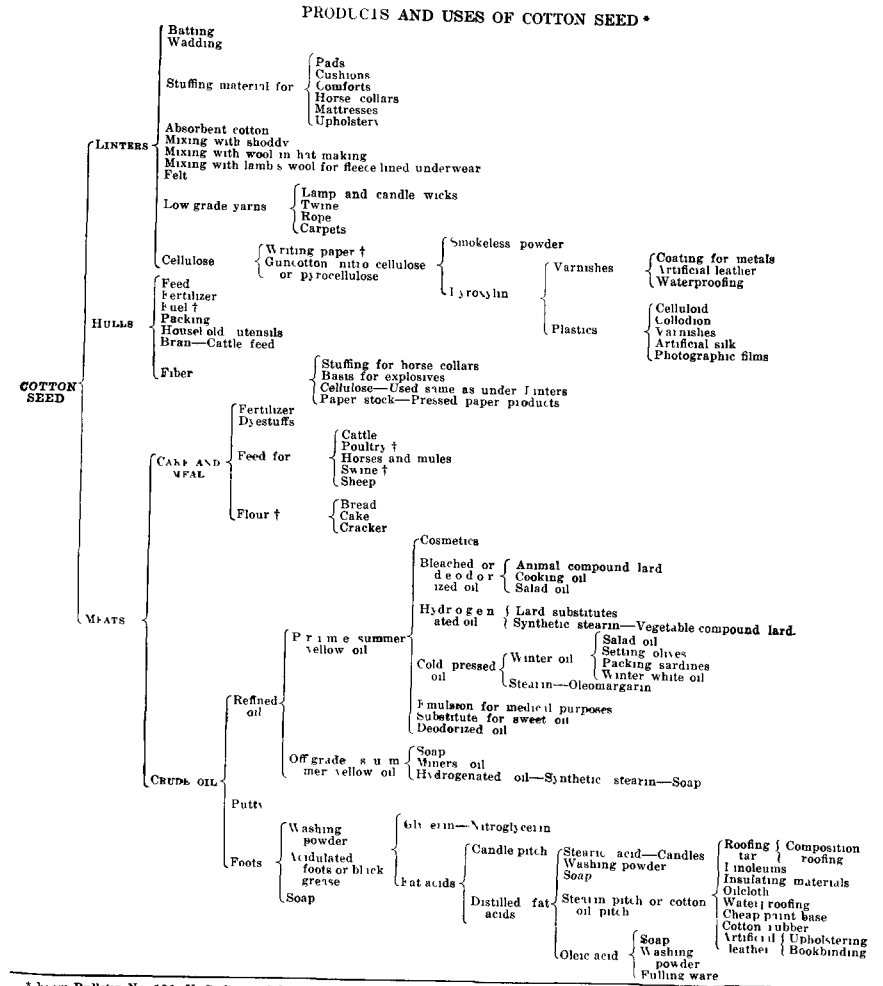 PRODUCTS AND USES OF COTTON SEED *
Batting
Wadding
Stuffing material for
Pads
Cushions
Comforts
Horse collars
Mattresses
Upholstery
LINTERS
Absorbent cotton
Mixing with shoddy
Mixing with wool in hat making
Mixing with lambs wool for fleece lined underwear
Felt
Low grade yarns
Lamp and candle wicks
Twine
Rope
Carpets
Cellulose
Writing paper †
Guncotton nitro cellulose
or pyrocellulose
Smokeless powder
Pyroxylin
Varnishes
Coating for metals
Artificial leather
Waterproofing
Plastics
Celluloid
Collodion
Varnishes
Artificial silk
Photographic films
HULLS
Feed
Fertilizer
Fuel †
Packing
Household utensils
Bran—Cattle feed
Fiber
Stuffing for horse collars
Basis for explosives
Cellulose—Used same as under Linters
Paper stock—Pressed paper products
COTTON
SEED
CAKE AND
MEAL
Fertilizer
Dyestuffs
Feed for
Cattle
Poultry †
Horses and mules
Swine †
Sheep
Flour †
Bread
Cake
Cracker
MEATS
CRUDE OIL
Refined
oil
Prime summer
yellow oil
Cosmetics
Bleached or
deodor
ized oil
Animal compound lard
Cooking oil
Salad oil
Hydrogen
ated oil
Lard substitutes
Synthetic stearin—Vegetable compound lard.
Cold pressed
oil
Winter oil
Salad oil
Setting olives
Packing sardines
Winter white oil
Stearin—Oleomargarin
Emulsion for medical purposes
Substitute for sweet oil
Deodorized oil
Off grade sum
mer yellow oil
Soap
Miners oil
Hydrogenated oil—Synthetic stearin—Soap
Putty
Foots
Washing
powder
Acidulated
foots or black
grease
Soap
Glycerin—Nitroglycerin
Fat acids
Candle pitch
Distilled fat
acids
Stearic acid—Candles
Washing powder
Soap
Stearin pitch or cotton
oil pitch
Roofing
tar
Composition
roofing
Linoleums
Insulating materials
Oilcloth
Waterproofing
Cheap paint base
Cotton rubber
Artificial
leather
Upholstering
Bookbinding
Oleic acid
Soap
Washing
powder
Fulling ware